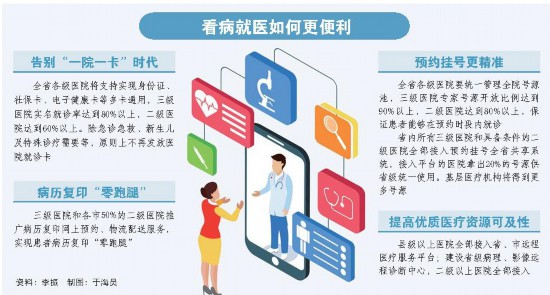 看病就医如何更便利
告别“一院一卡”时代
全省各级医院将支持实现身份证、
社保卡、电子健康卡等多卡通用，三级
医院实名就诊率达到80%以上，二级医
院达到60%以上。除急诊急救、新生儿
及特殊诊疗需要等，原则上不再发放医
院就诊卡
病历复印“零跑腿”
三级医院和各市50%的二级医院推
广病历复印网上预约、物流配送服务，
实现患者病历复印“零跑腿”
资料：李振 制图：于海员
预约挂号更精准
全省各级医院要统一管理全院号源
池，三级医院专家号源开放比例达到
90%以上，二级医院达到80%以上，保
证患者能够在预约时段内就诊
省内所有三级医院和具备条件的二
级医院全部接入预约挂号全省共享系
统，接入平台的医院拿出20%的号源供
省级统一使用。基层医疗机构将得到更
多号源
提高优质医疗资源可及性
县级以上医院全部接入省、市远程
医疗服务平台；建设省级病理、影像远
程诊断中心，二级以上医院全部接入